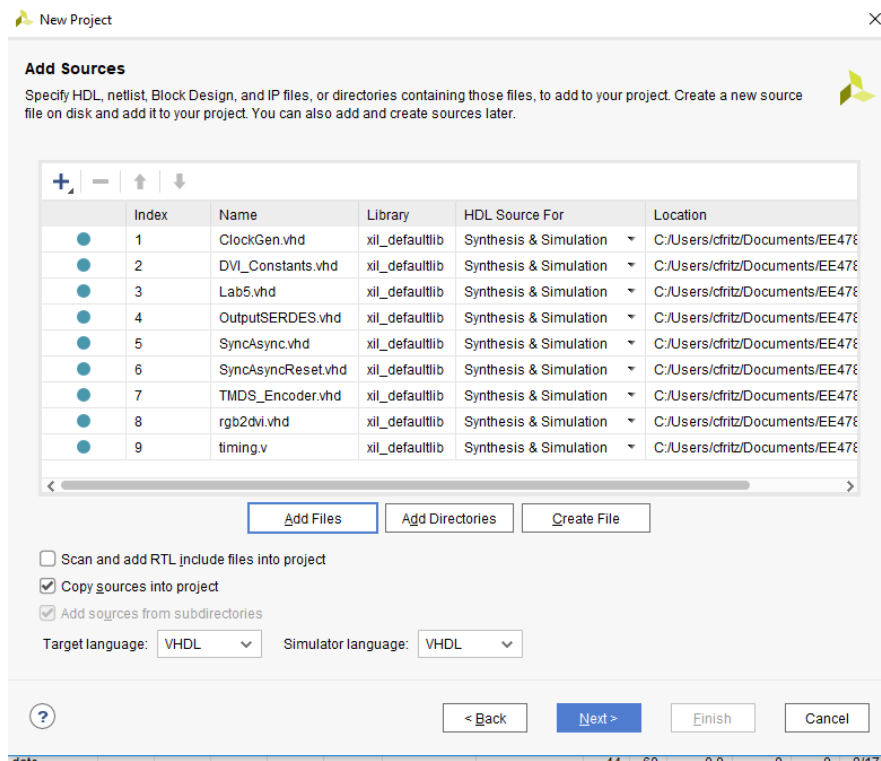 New Project
Add Sources
Specify HDL, netlist, Block Design, and IP files, or directories containing those files, to add to your project. Create a new source
file on disk and add it to your project. You can also add and create sources later.
Index Name Library HDL Source For Location
1 ClockGen.vhd xil_defaultlib Synthesis & Simulation C:/Users/cfritz/Documents/EE478
2 DVI_Constants.vhd xil_defaultlib Synthesis & Simulation C:/Users/cfritz/Documents/EE478
3 Lab5.vhd xil_defaultlib Synthesis & Simulation C:/Users/cfritz/Documents/EE478
4 OutputSERDES.vhd xil_defaultlib Synthesis & Simulation C:/Users/cfritz/Documents/EE478
5 SyncAsync.vhd xil_defaultlib Synthesis & Simulation C:/Users/cfritz/Documents/EE478
6 SyncAsyncReset.vhd xil_defaultlib Synthesis & Simulation C:/Users/cfritz/Documents/EE478
7 TMDS_Encoder.vhd xil_defaultlib Synthesis & Simulation C:/Users/cfritz/Documents/EE478
8 rgb2dvi.vhd xil_defaultlib Synthesis & Simulation C:/Users/cfritz/Documents/EE478
9 timing.v xil_defaultlib Synthesis & Simulation C:/Users/cfritz/Documents/EE478
Add Files Add Directories Create File
Scan and add RTL include files into project
Copy sources into project
Add sources from subdirectories
Target language: VHDL Simulator language: VHDL
? < Back Next > Finish Cancel